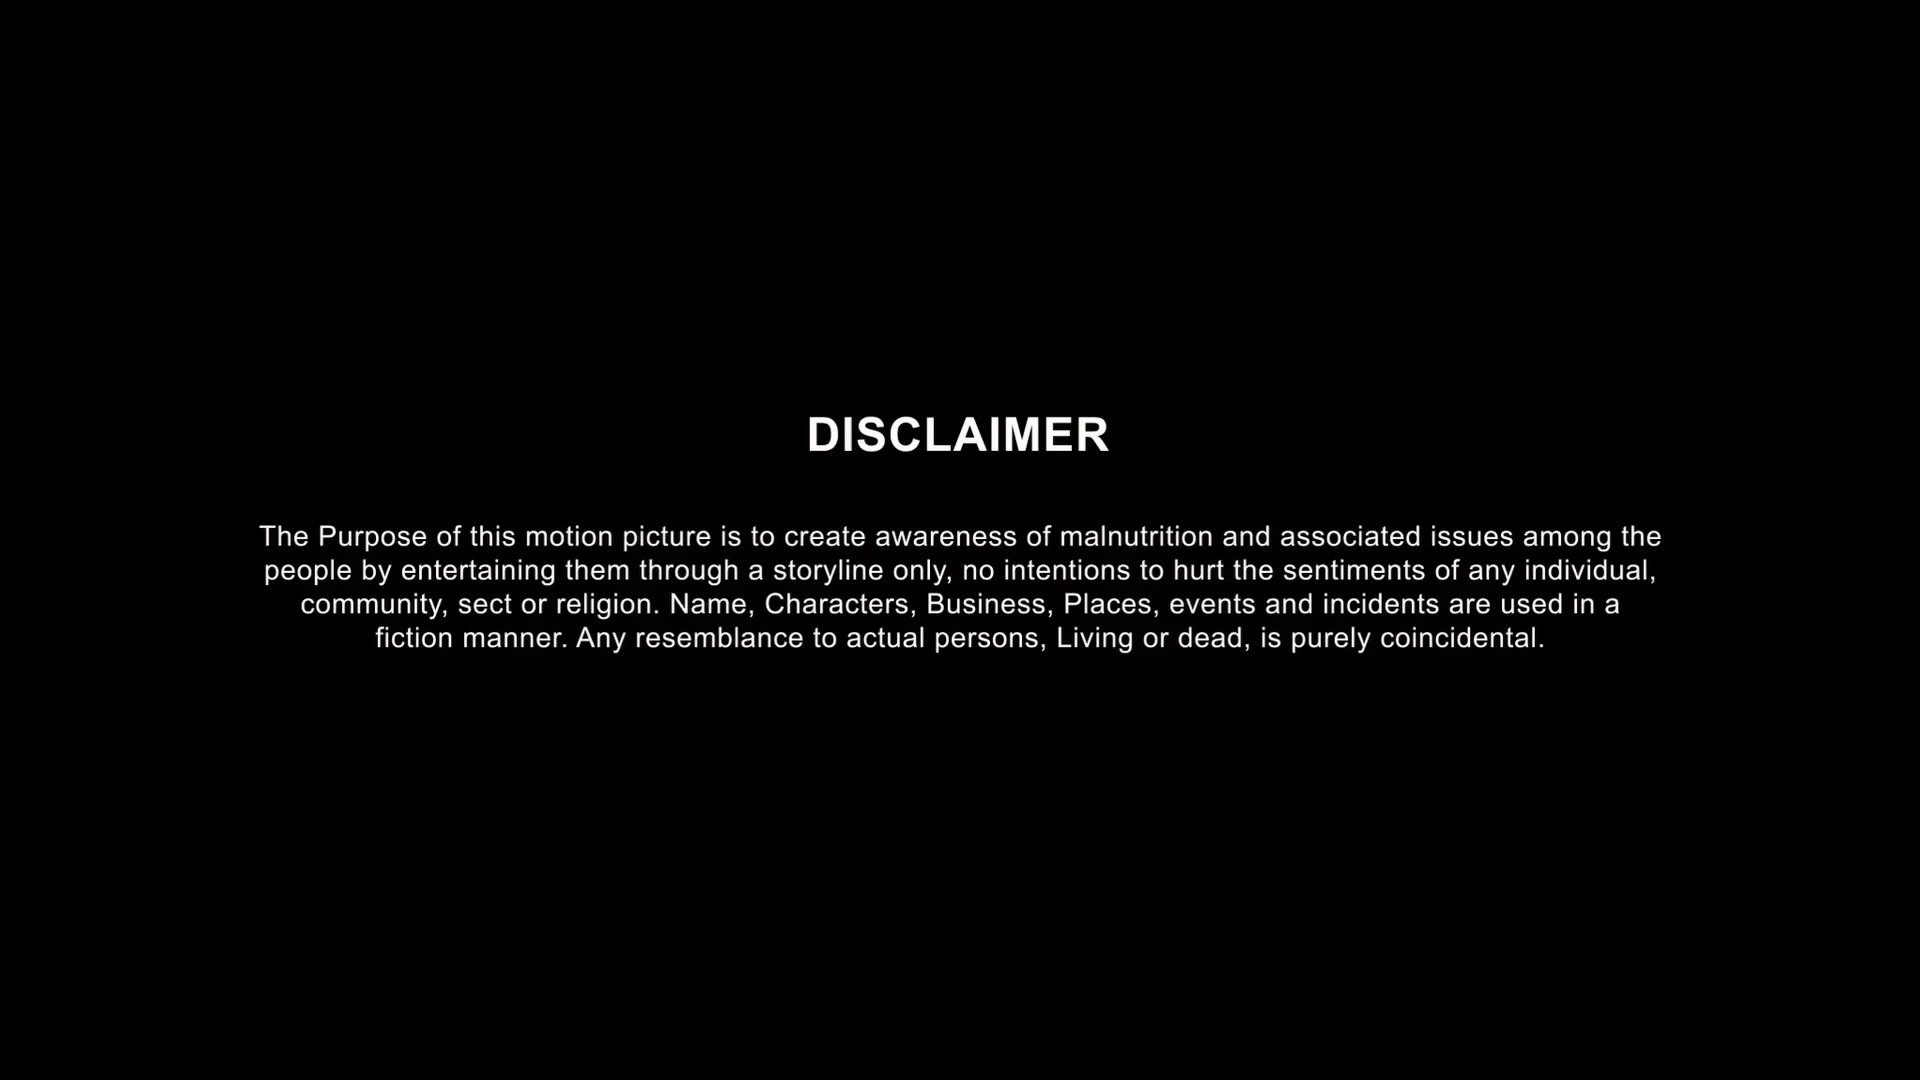 DISCLAIMER
The Purpose of this motion picture is to create awareness of malnutrition and associated issues among the
people by entertaining them through a storyline only, no intentions to hurt the sentiments of any individual,
community, sect or religion. Name, Characters, Business, Places, events and incidents are used in a
fiction manner. Any resemblance to actual persons, Living or dead, is purely coincidental.